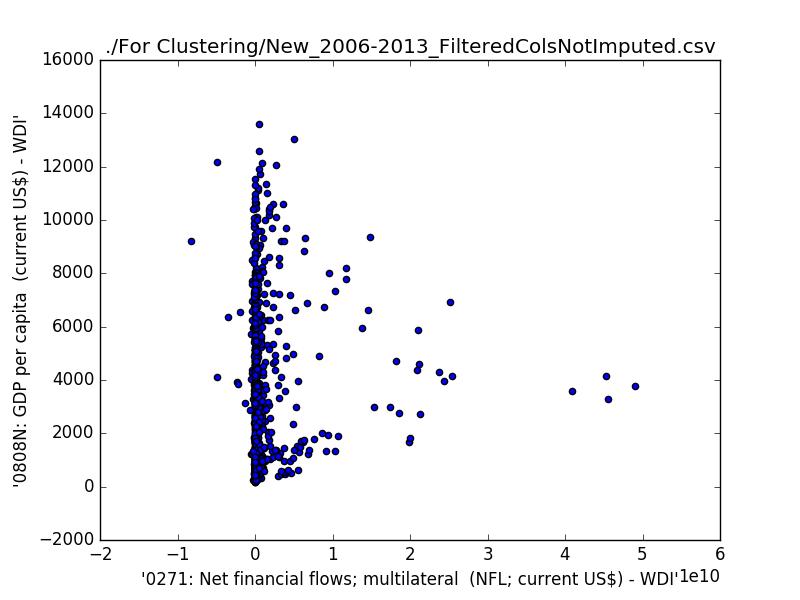 ./For Clustering/New_2006-2013_FilteredColsNotImputed.csv
16000
14000
12000
10000
8000
6000
4000
2000
0
−2000
'0808N: GDP per capita  (current US$) - WDI'
−2 −1 0 1 2 3 4 5 6
1e10
'0271: Net financial flows; multilateral  (NFL; current US$) - WDI'